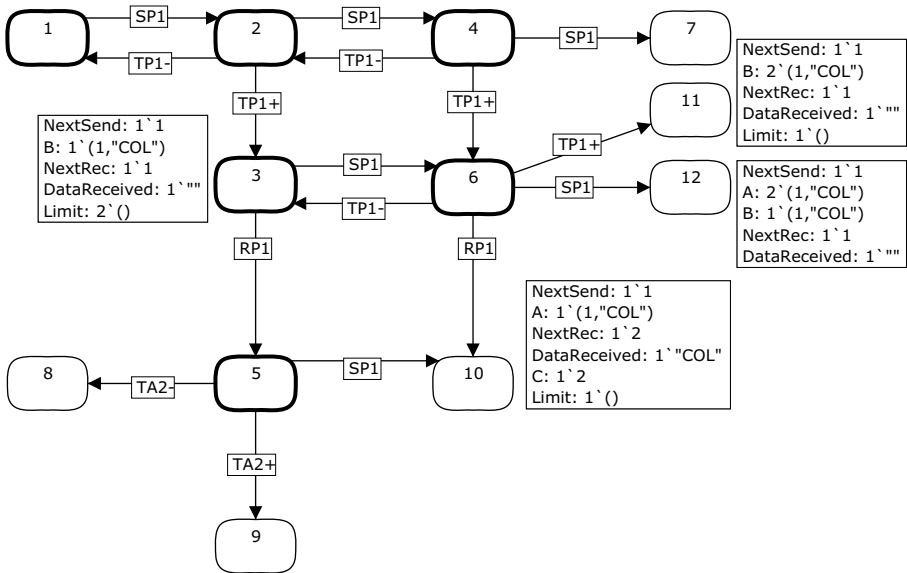 1
SP1
2
SP1
4
SP1
7
TP1-
TP1-
NextSend: 1`1
B: 2`(1,"COL")
NextRec: 1`1
DataReceived: 1`""
Limit: 1`()
TP1+
TP1+
11
TP1+
NextSend: 1`1
B: 1`(1,"COL")
NextRec: 1`1
DataReceived: 1`""
Limit: 2`()
3
SP1
6
SP1
12
TP1-
NextSend: 1`1
A: 2`(1,"COL")
B: 1`(1,"COL")
NextRec: 1`1
DataReceived: 1`""
RP1
RP1
NextSend: 1`1
A: 1`(1,"COL")
NextRec: 1`2
DataReceived: 1`"COL"
C: 1`2
Limit: 1`()
8
TA2-
5
SP1
10
TA2+
9